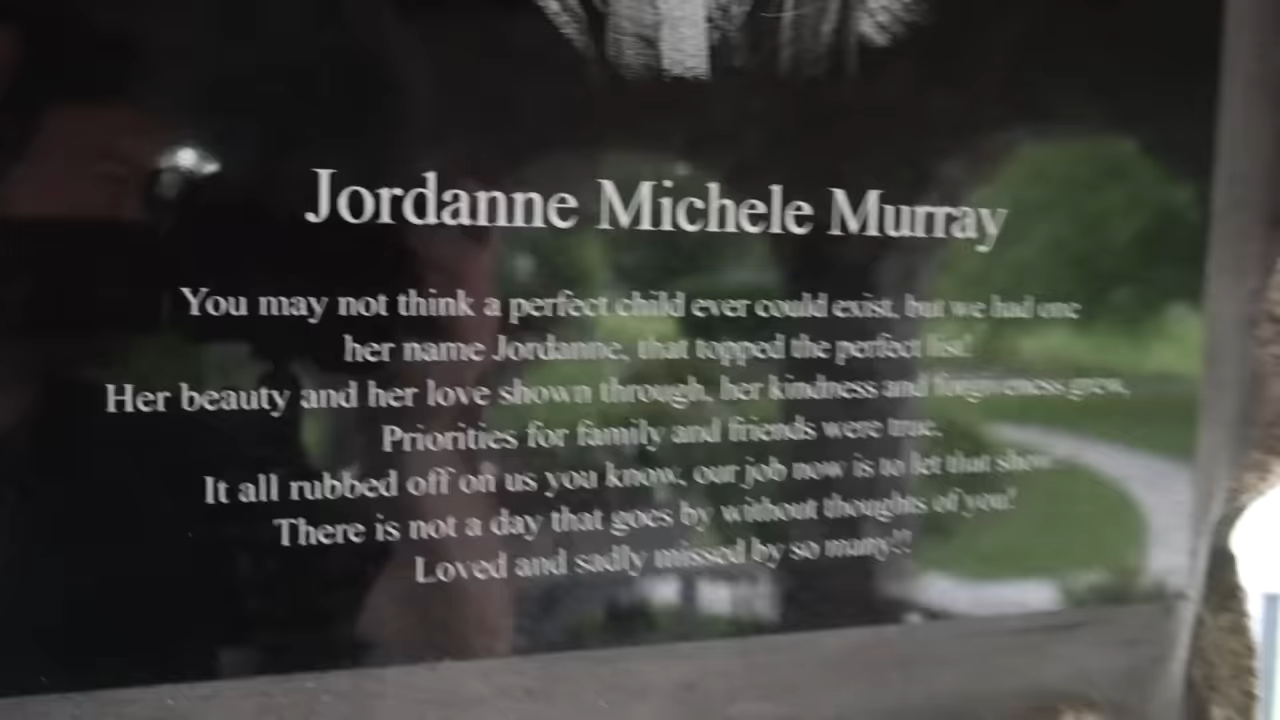 Jordanne Michele Murray
You may not think a perfect child ever could exist, but we had one
her name Jordanne, that topped the perfect list!
Her beauty and her love shown through, her kindness and forgiveness grew,
Priorities for family and friends were true.
It all rubbed off on us you know, our job now is to let that show
There is not a day that goes by without thoughts of you!
Loved and sadly missed by so many!!